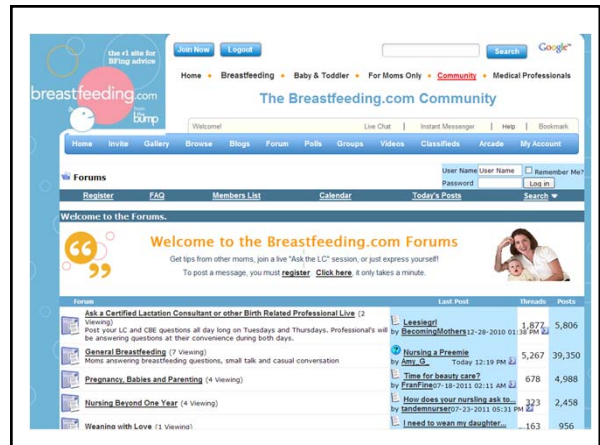 the #1 site for
BFing advice
breastfeeding.com
from
the bump
Join Now Logout Search Google™
Home • Breastfeeding • Baby & Toddler • For Moms Only • Community • Medical Professionals
The Breastfeeding.com Community
Welcome! Live Chat | Instant Messenger | Help | Bookmark
Home Invite Gallery Browse Blogs Forum Polls Groups Videos Classifieds Arcade My Account
Forums
User Name User Name Remember Me?
Password Log in
Register FAQ Members List Calendar Today's Posts Search
Welcome to the Forums.
Welcome to the Breastfeeding.com Forums
Get tips from other moms, join a live "Ask the LC" session, or just express yourself!
To post a message, you must register Click here, it only takes a minute.
Forum Last Post Threads Posts
Ask a Certified Lactation Consultant or other Birth Related Professional Live (2
Viewing)
Post your LC and CBE questions all day long on Tuesdays and Thursdays. Professional's will
be answering questions at their convenience during both days.
Leesiegrl
by BecomingMothers12-28-2010 01:38 PM
1,877 5,806
General Breastfeeding (7 Viewing)
Moms answering breastfeeding questions, small talk and casual conversation
Nursing a Preemie
by Amy_G_ Today 12:19 PM
5,267 39,350
Pregnancy, Babies and Parenting (4 Viewing)
Time for beauty care?
by FranFine07-18-2011 02:11 AM
678 4,988
Nursing Beyond One Year (4 Viewing)
How does your nursling ask to...
by tandemnurser07-23-2011 05:31 PM
323 2,458
Weaning with Love (1 Viewing)
I need to wean my daughter...
163 956